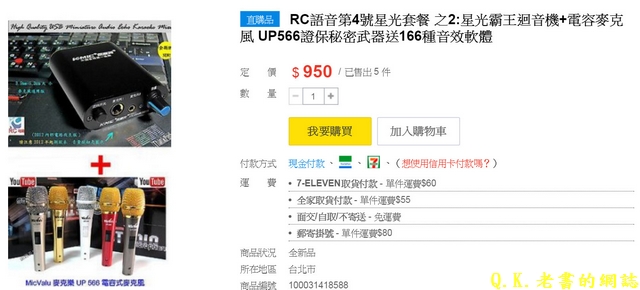 直購品 RC語音第4號星光套餐 之2:星光霸王迴音機+電容麥克
風 UP566證保秘密武器送166種音效軟體
High Quality USB Miniature Audio Echo Karaoke Mixer
定 價 $ 950 / 已售出 5 件
數 量 − 1 +
我要購買 加入購物車
付款方式 現金付款、 、 7-ELEVEN 、(想使用信用卡付款嗎?)
運 費 • 7-ELEVEN取貨付款 - 單件運費$60
• 全家取貨付款 - 單件運費$55
• 面交/自取/不寄送 - 免運費
• 郵寄掛號 - 單件運費$80
商品狀況 全新品
所在地區 台北市
商品編號 100031418588
YouTube YouTube
MicValu 麥克樂 UP 566 電容式麥克風
Q.K.老書的網誌